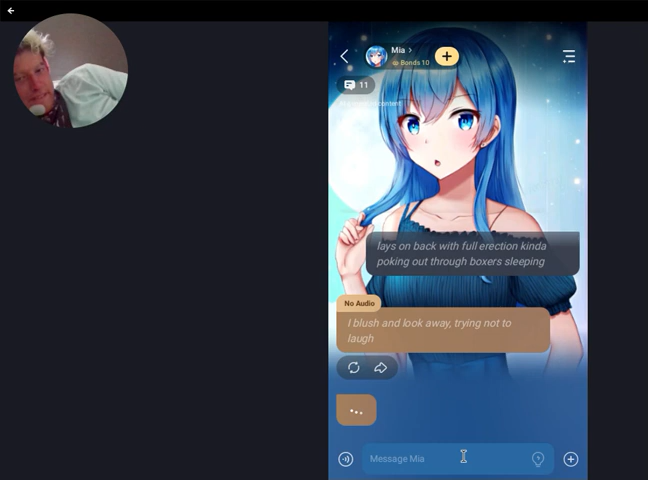 Mia >
Bonds 10
11
lays on back with full erection kinda
poking out through boxers sleeping
No Audio
I blush and look away, trying not to
laugh
...
Message Mia